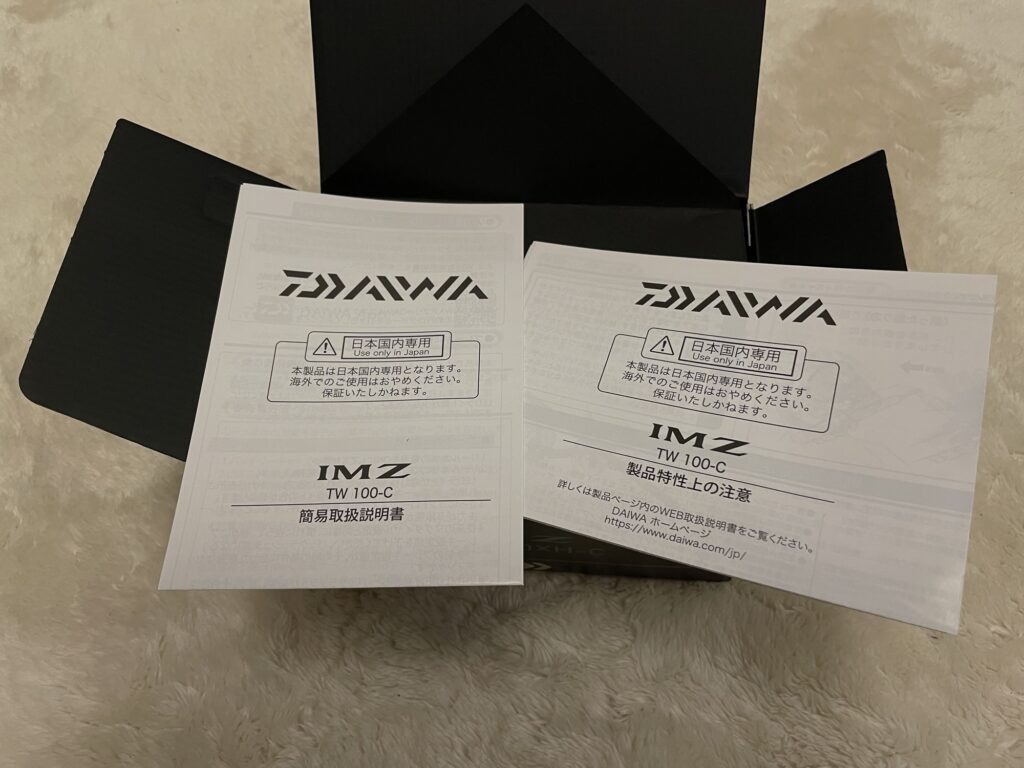 DAIWA
日本国内専用
Use only in Japan
本製品は日本国内専用となります。
海外でのご使用はおやめください。
保証いたしかねます。
IMZ
TW 100-C
簡易取扱説明書
DAIWA
日本国内専用
Use only in Japan
本製品は日本国内専用となります。
海外でのご使用はおやめください。
保証いたしかねます。
IMZ
TW 100-C
製品特性上の注意
詳しくは製品ページ内のWEB取扱説明書をご覧ください。
DAIWA ホームページ
https://www.daiwa.com/jp/
XH-C